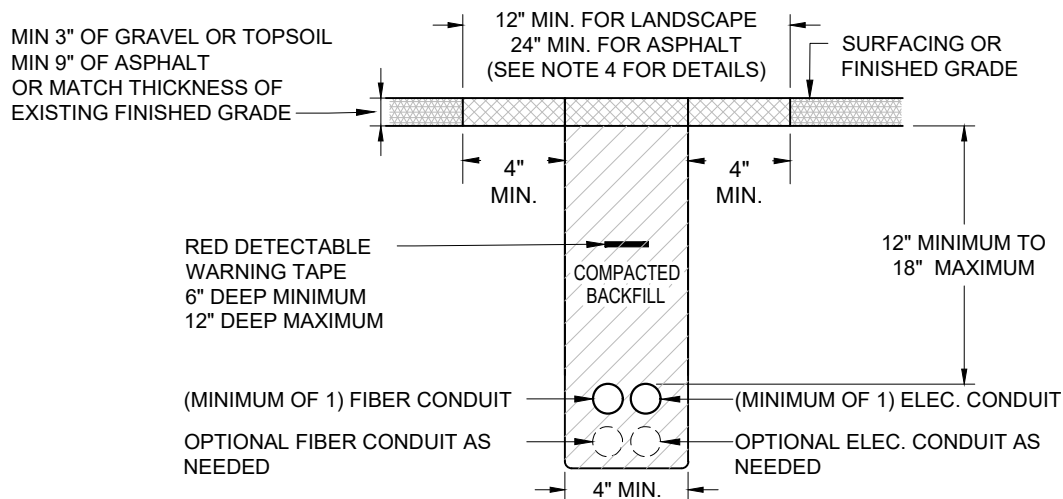 MIN 3" OF GRAVEL OR TOPSOIL
MIN 9" OF ASPHALT
OR MATCH THICKNESS OF
EXISTING FINISHED GRADE
12" MIN. FOR LANDSCAPE
24" MIN. FOR ASPHALT
(SEE NOTE 4 FOR DETAILS)
SURFACING OR
FINISHED GRADE
4"
MIN.
4"
MIN.
RED DETECTABLE
WARNING TAPE
6" DEEP MINIMUM
12" DEEP MAXIMUM
COMPACTED
BACKFILL
12" MINIMUM TO
18" MAXIMUM
(MINIMUM OF 1) FIBER CONDUIT
(MINIMUM OF 1) ELEC. CONDUIT
OPTIONAL FIBER CONDUIT AS
NEEDED
OPTIONAL ELEC. CONDUIT AS
NEEDED
4" MIN.